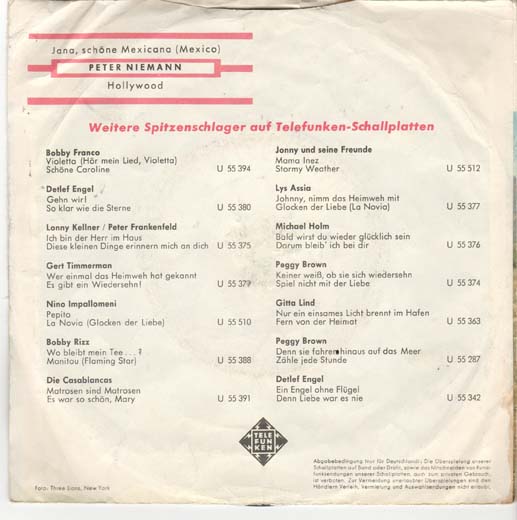 Jana, schöne Mexicana (Mexico)
PETER NIEMANN
Hollywood
Weitere Spitzenschlager auf Telefunken-Schallplatten
Bobby Franco
Violetta (Hör mein Lied, Violetta)
Schöne Caroline U 55 394
Detlef Engel
Gehn wir!
So klar wie die Sterne U 55 380
Lonny Kellner / Peter Frankenfeld
Ich bin der Herr im Haus
Diese kleinen Dinge erinnern mich an dich U 55 375
Gert Timmerman
Wer einmal das Heimweh hat gekannt
Es gibt ein Wiedersehn! U 55 377
Nino Impallomeni
Pepita
La Novia (Glocken der Liebe) U 55 510
Bobby Rizz
Wo bleibt mein Tee . . . ?
Manitou (Flaming Star) U 55 388
Die Casablancas
Matrosen sind Matrosen
Es war so schön, Mary U 55 391
Jonny und seine Freunde
Mama Inez
Stormy Weather U 55 512
Lys Assia
Johnny, nimm das Heimweh mit
Glocken der Liebe (La Novia) U 55 377
Michael Holm
Bald wirst du wieder glücklich sein
Darum bleib' ich bei dir U 55 376
Peggy Brown
Keiner weiß, ob sie sich wiedersehn
Spiel nicht mit der Liebe U 55 374
Gitta Lind
Nur ein einsames Licht brennt im Hafen
Fern von der Heimat U 55 363
Peggy Brown
Denn sie fahren hinaus auf das Meer
Zähle jede Stunde U 55 287
Detlef Engel
Ein Engel ohne Flügel
Denn Liebe war es nie U 55 342
TELE
FUN
KEN
Abgabebedingung Nur für Deutschland: Die Überspielung unserer
Schallplatten auf Band oder Draht, sowie das Mitschneiden von Rund-
funksendungen unserer Schallplatten, auch zum privaten Gebrauch,
ist verboten. Zur Vermeidung unerlaubter Überspielungen sind den
Händlern Verleih, Vermietung und Auswahlsendungen nicht erlaubt.
Foto: Three Lions, New York